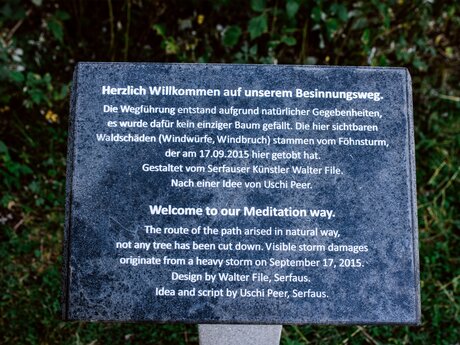 Herzlich Willkommen auf unserem Besinnungsweg.
Die Wegführung entstand aufgrund natürlicher Gegebenheiten,
es wurde dafür kein einziger Baum gefällt. Die hier sichtbaren
Waldschäden (Windwürfe, Windbruch) stammen vom Föhnsturm,
der am 17.09.2015 hier getobt hat.
Gestaltet vom Serfauser Künstler Walter File.
Nach einer Idee von Uschi Peer.
Welcome to our Meditation way.
The route of the path arised in natural way,
not any tree has been cut down. Visible storm damages
originate from a heavy storm on September 17, 2015.
Design by Walter File, Serfaus.
Idea and script by Uschi Peer, Serfaus.